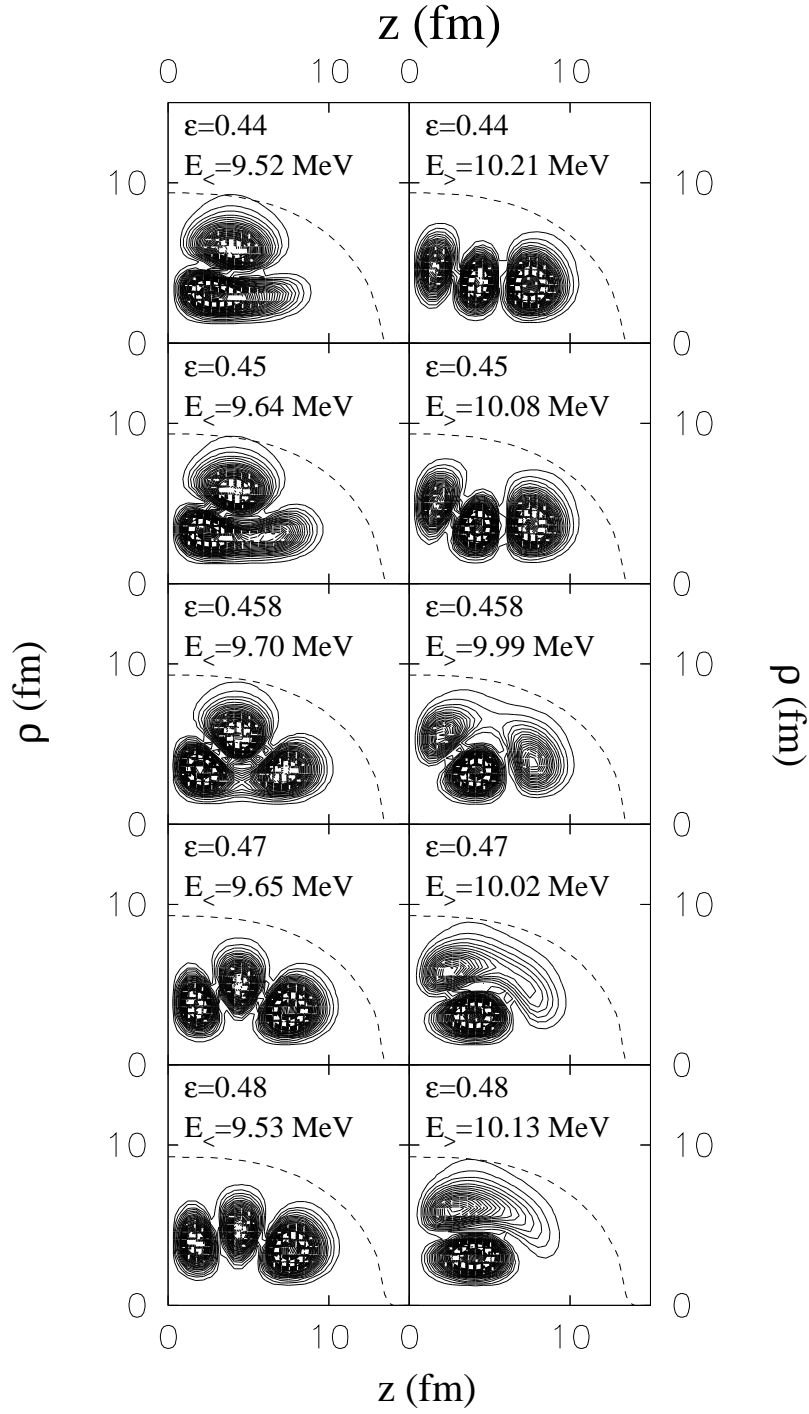 z (fm)
0 10 0 10
ε=0.44
E<=9.52 MeV
ε=0.44
E>=10.21 MeV
10
10
0
0
ε=0.45
E<=9.64 MeV
ε=0.45
E>=10.08 MeV
10
10
0
0
ε=0.458
E<=9.70 MeV
ε=0.458
E>=9.99 MeV
10
10
ρ (fm)
ρ (fm)
0
0
ε=0.47
E<=9.65 MeV
ε=0.47
E>=10.02 MeV
10
10
0
0
ε=0.48
E<=9.53 MeV
ε=0.48
E>=10.13 MeV
10
10
0
0
0 10 0 10
z (fm)